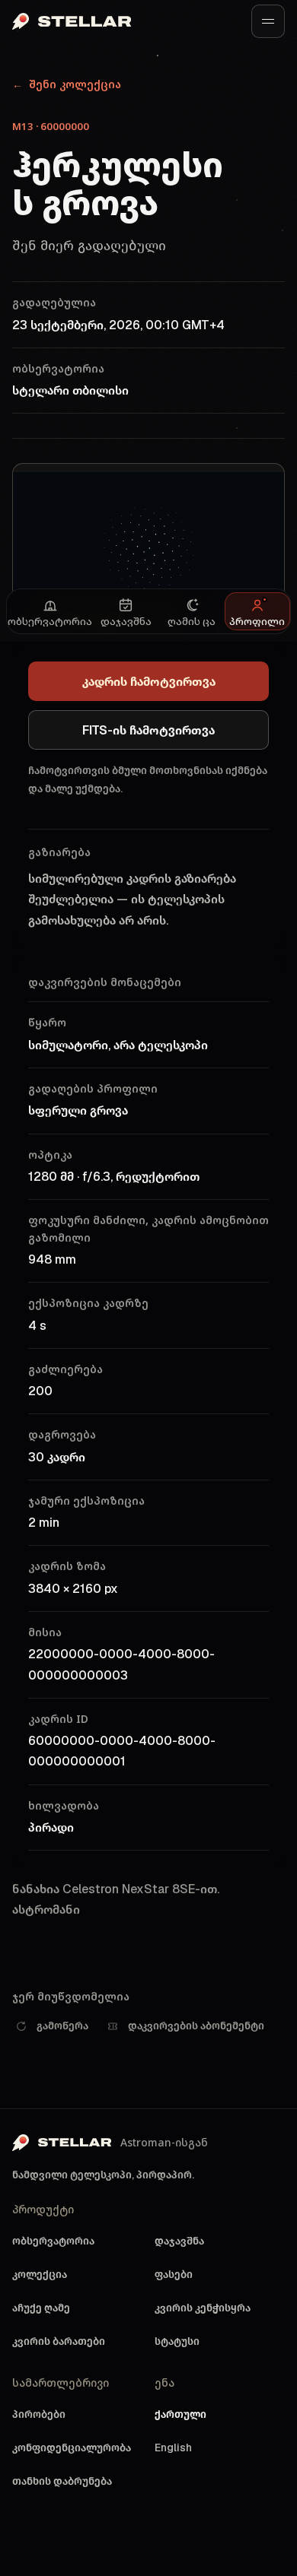 STELLAR
← შენი კოლექცია
M13 · 60000000
ჰერკულესი
ს გროვა
შენ მიერ გადაღებული
გადაღებულია
23 სექტემბერი, 2026, 00:10 GMT+4
ობსერვატორია
სტელარი თბილისი
ობსერვატორია დაჯავშნა ღამის ცა პროფილი
კადრის ჩამოტვირთვა
FITS-ის ჩამოტვირთვა
ჩამოტვირთვის ბმული მოთხოვნისას იქმნება
და მალე უქმდება.
გაზიარება
სიმულირებული კადრის გაზიარება
შეუძლებელია — ის ტელესკოპის
გამოსახულება არ არის.
დაკვირვების მონაცემები
წყარო
სიმულატორი, არა ტელესკოპი
გადაღების პროფილი
სფერული გროვა
ოპტიკა
1280 მმ · f/6.3, რედუქტორით
ფოკუსური მანძილი, კადრის ამოცნობით
გაზომილი
948 mm
ექსპოზიცია კადრზე
4 s
გაძლიერება
200
დაგროვება
30 კადრი
ჯამური ექსპოზიცია
2 min
კადრის ზომა
3840 × 2160 px
მისია
22000000-0000-4000-8000-
000000000003
კადრის ID
60000000-0000-4000-8000-
000000000001
ხილვადობა
პირადი
ნანახია Celestron NexStar 8SE-ით.
ასტრომანი
ჯერ მიუწვდომელია
გამოწერა დაკვირვების აბონემენტი
STELLAR Astroman-ისგან
ნამდვილი ტელესკოპი, პირდაპირ.
პროდუქტი
ობსერვატორია დაჯავშნა
კოლექცია ფასები
აჩუქე ღამე კვირის კენჭისყრა
კვირის ბარათები სტატუსი
სამართლებრივი ენა
პირობები ქართული
კონფიდენციალურობა English
თანხის დაბრუნება